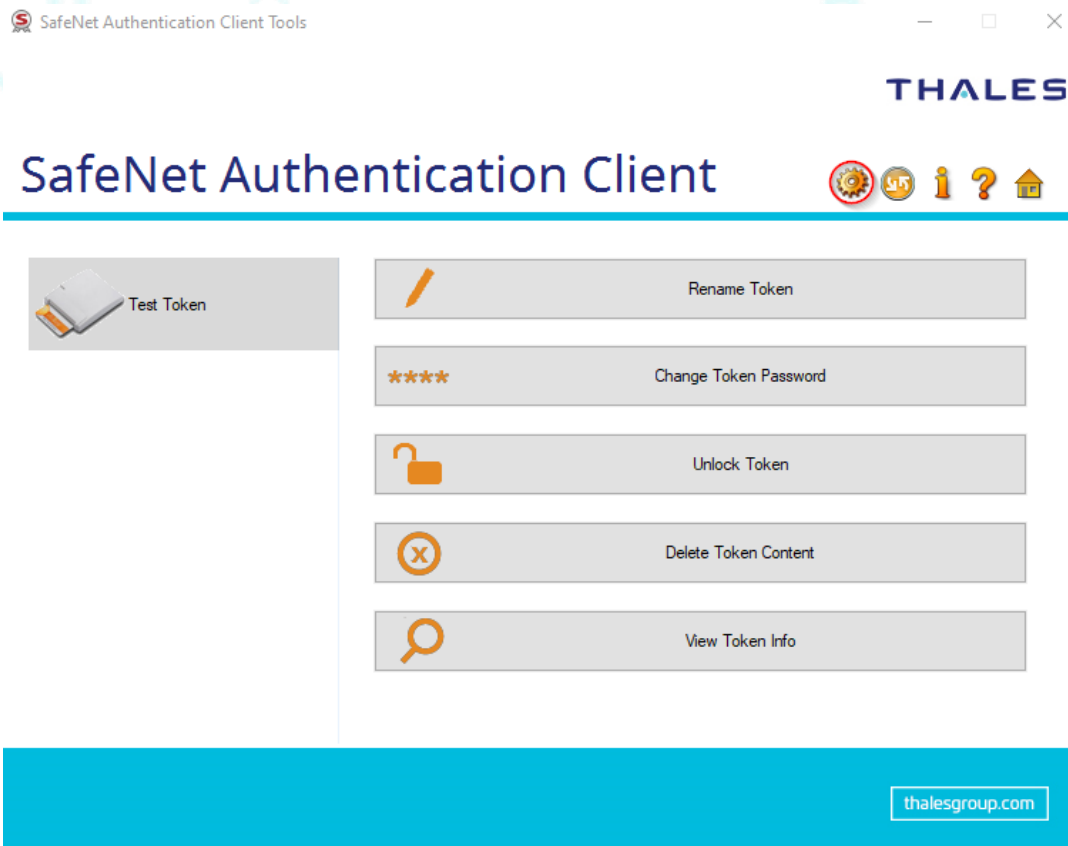 SafeNet Authentication Client Tools
THALES
SafeNet Authentication Client
Test Token
Rename Token
****
Change Token Password
Unlock Token
Delete Token Content
View Token Info
thalesgroup.com